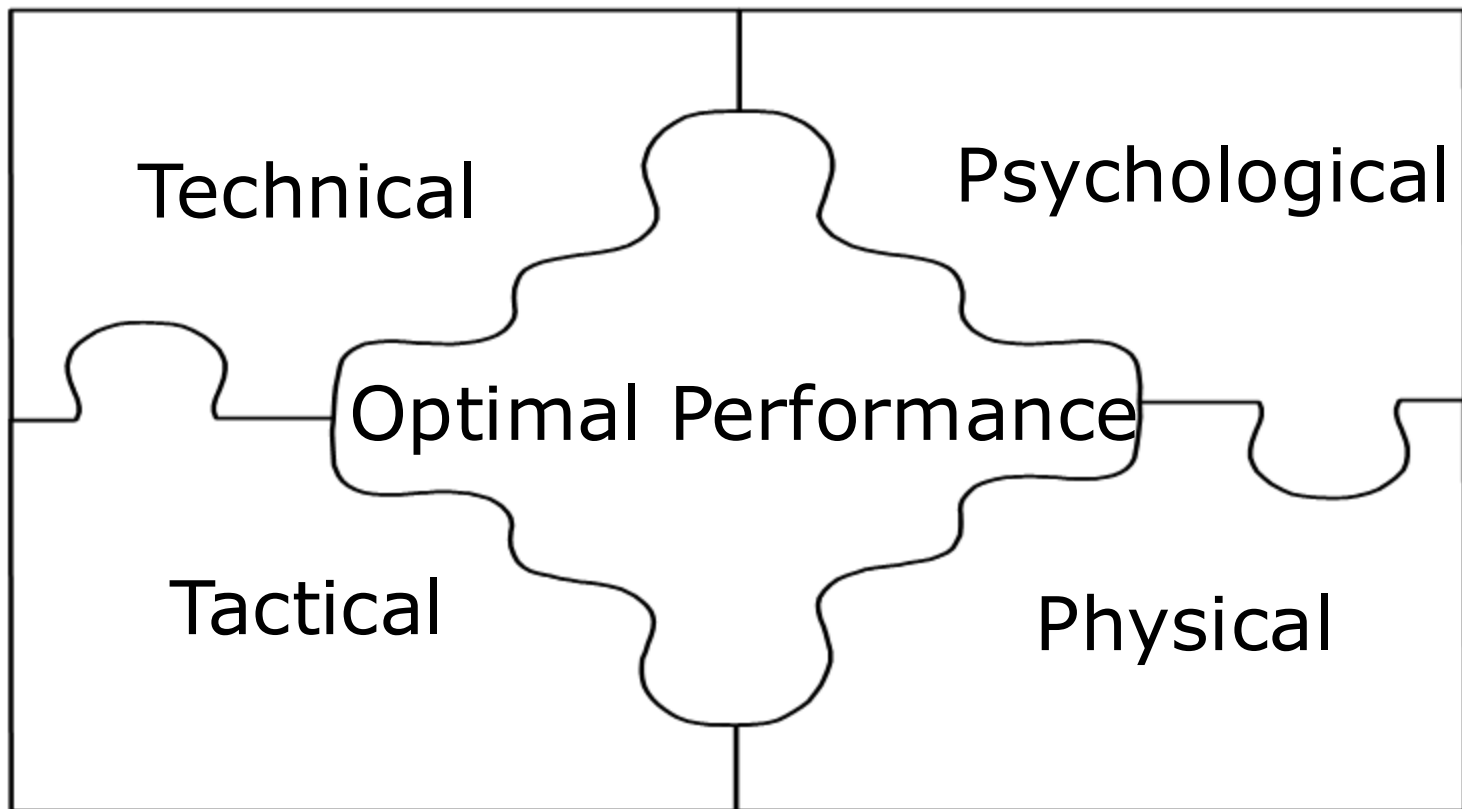 Technical
Psychological
Optimal Performance
Tactical
Physical